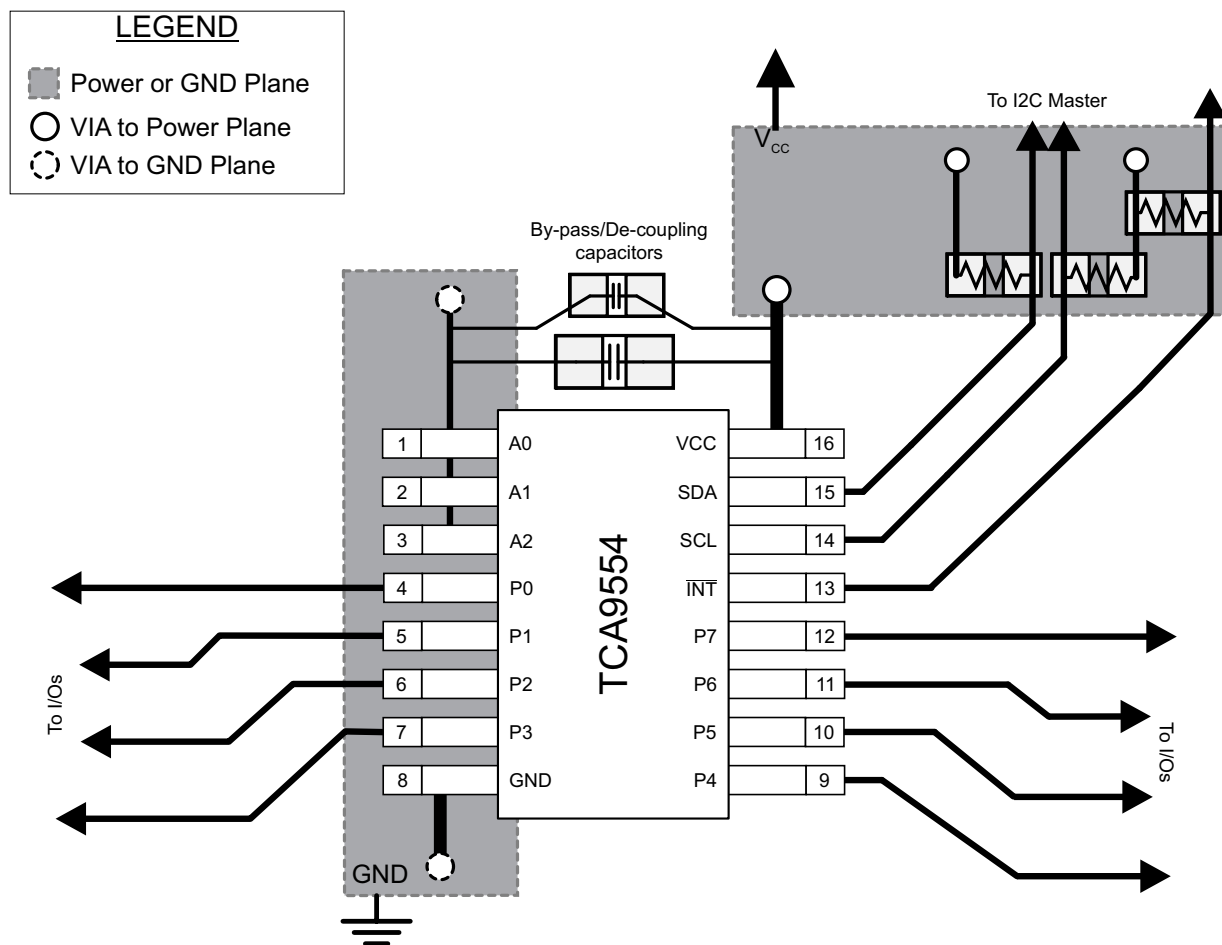 LEGEND
Power or GND Plane
VIA to Power Plane
VIA to GND Plane
To I2C Master
VCC
By-pass/De-coupling
capacitors
1 A0 VCC 16
2 A1 SDA 15
3 A2 SCL 14
4 P0 INT 13
5 P1 P7 12
6 P2 P6 11
7 P3 P5 10
8 GND P4 9
TCA9554
To I/Os
To I/Os
GND